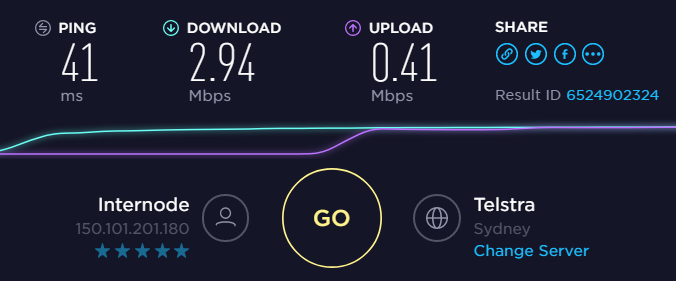 PING
41
ms
DOWNLOAD
2.94
Mbps
UPLOAD
0.41
Mbps
SHARE
Result ID 6524902324
Internode
150.101.201.180
GO
Telstra
Sydney
Change Server